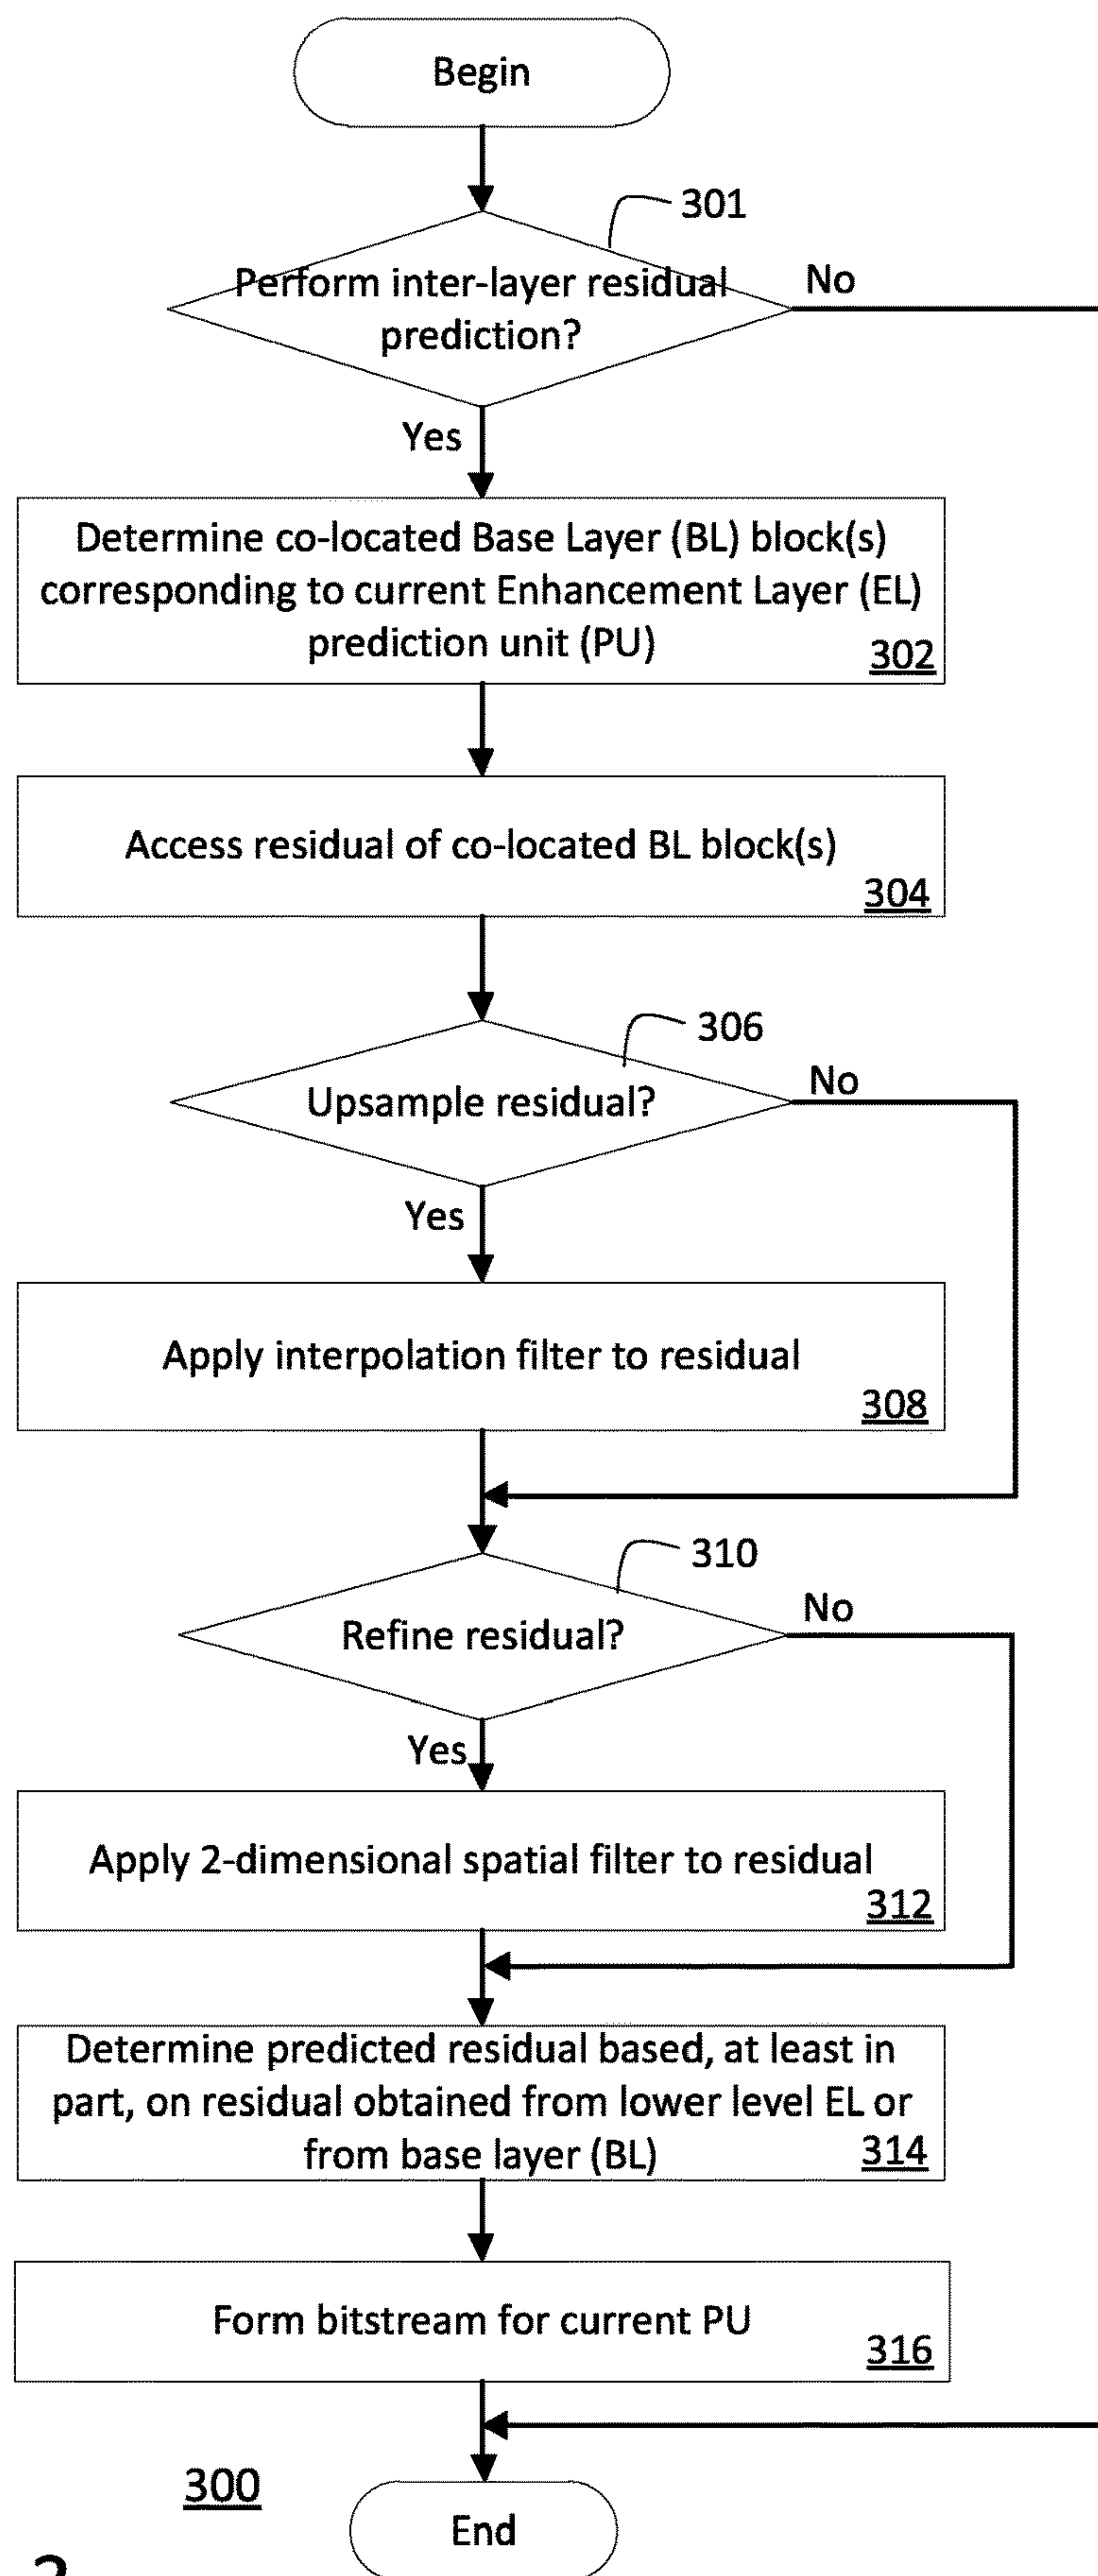 Begin
301
Perform inter-layer residual
prediction?
No
Yes
Determine co-located Base Layer (BL) block(s)
corresponding to current Enhancement Layer (EL)
prediction unit (PU)
302
Access residual of co-located BL block(s)
304
306
Upsample residual?
No
Yes
Apply interpolation filter to residual
308
310
Refine residual?
No
Yes
Apply 2-dimensional spatial filter to residual
312
Determine predicted residual based, at least in
part, on residual obtained from lower level EL or
from base layer (BL)
314
Form bitstream for current PU
316
300
End